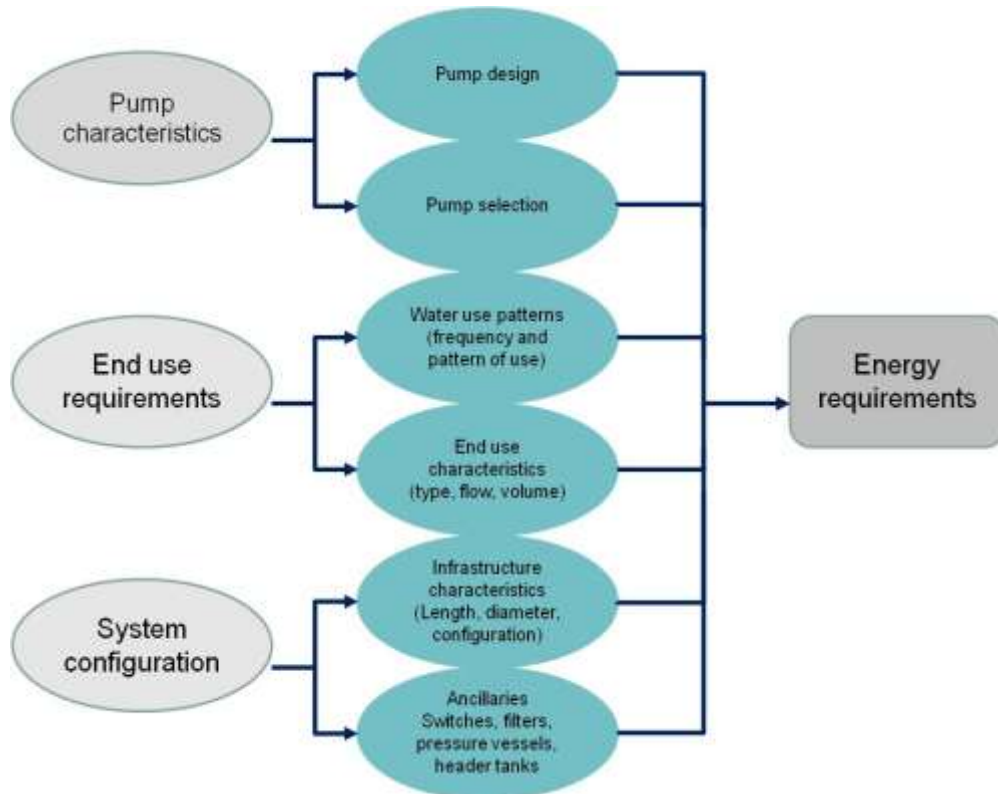 Pump
characteristics
Pump design
Pump selection
End use
requirements
Water use patterns
(frequency and
pattern of use)
End use
characteristics
(type, flow, volume)
System
configuration
Infrastructure
characteristics
(Length, diameter,
configuration)
Ancillaries
Switches, filters,
pressure vessels,
header tanks
Energy
requirements